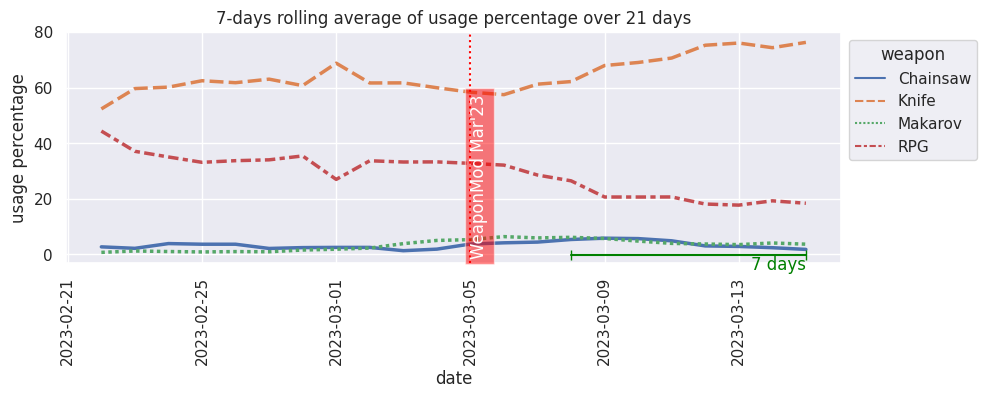 7-days rolling average of usage percentage over 21 days
usage percentage
80
60
40
20
0
WeaponMod Mar'23
7 days
2023-02-21
2023-02-25
2023-03-01
2023-03-05
2023-03-09
2023-03-13
date
weapon
Chainsaw
Knife
Makarov
RPG